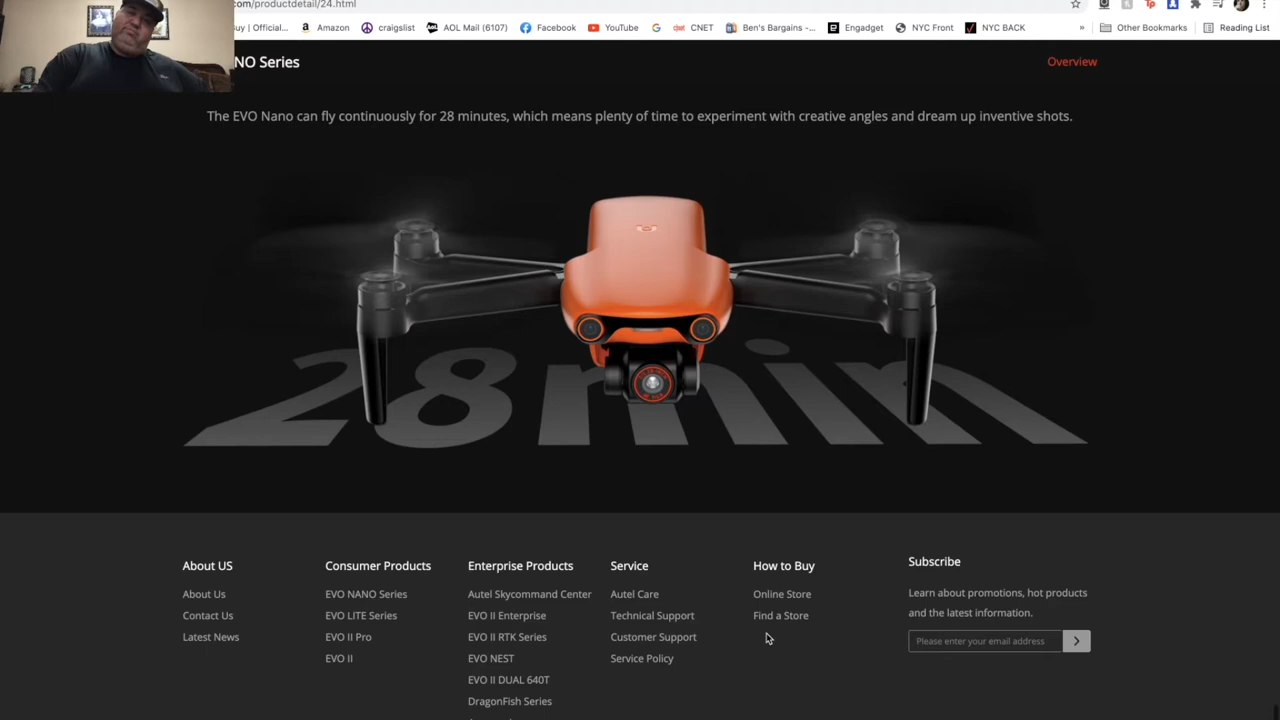 com/productdetail/24.html
uy | Official...
Amazon
craigslist
AOL Mail (6107)
Facebook
YouTube
CNET
Ben's Bargains -...
Engadget
NYC Front
NYC BACK
»
Other Bookmarks
Reading List
NO Series
Overview
The EVO Nano can fly continuously for 28 minutes, which means plenty of time to experiment with creative angles and dream up inventive shots.
28min
About US
About Us
Contact Us
Latest News
Consumer Products
EVO NANO Series
EVO LITE Series
EVO II Pro
EVO II
Enterprise Products
Autel Skycommand Center
EVO II Enterprise
EVO II RTK Series
EVO NEST
EVO II DUAL 640T
DragonFish Series
Service
Autel Care
Technical Support
Customer Support
Service Policy
How to Buy
Online Store
Find a Store
Subscribe
Learn about promotions, hot products
and the latest information.
Please enter your email address